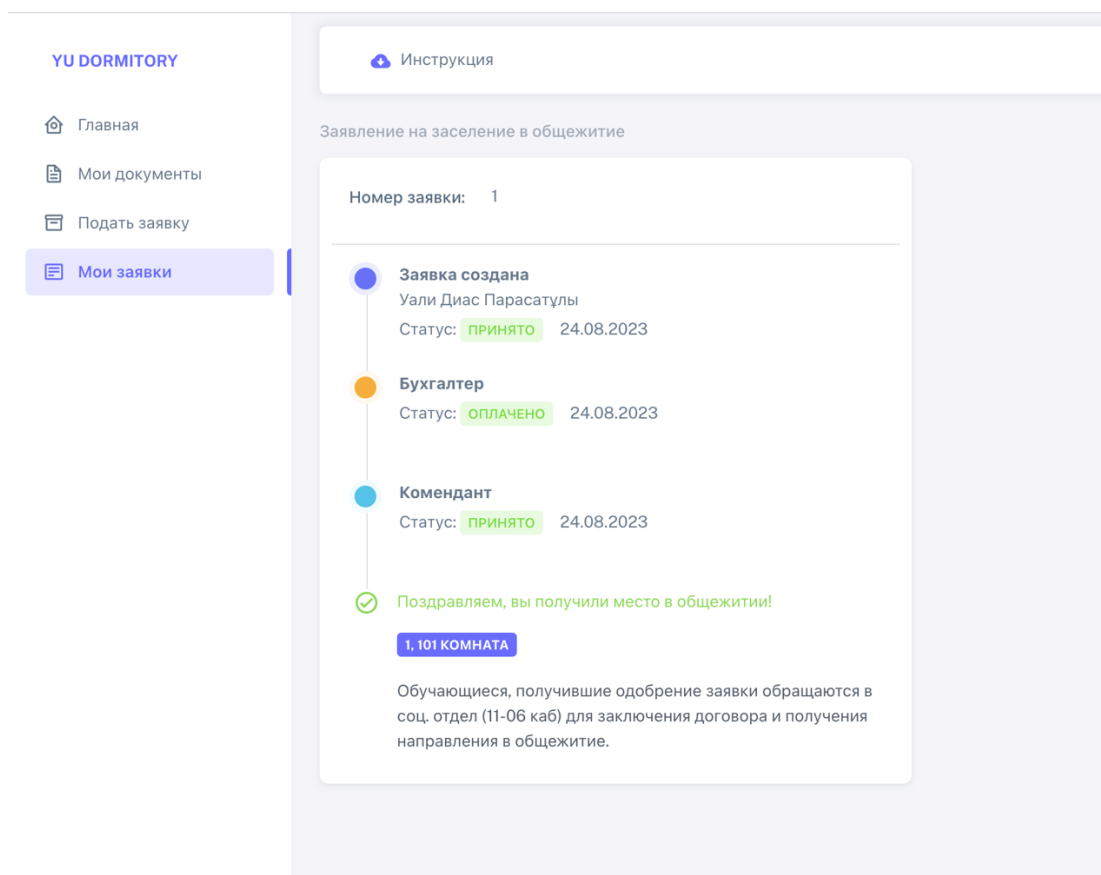 YU DORMITORY
Главная
Мои документы
Подать заявку
Мои заявки
Инструкция
Заявление на заселение в общежитие
Номер заявки: 1
Заявка создана
Уали Диас Парасатұлы
Статус: ПРИНЯТО 24.08.2023
Бухгалтер
Статус: ОПЛАЧЕНО 24.08.2023
Комендант
Статус: ПРИНЯТО 24.08.2023
Поздравляем, вы получили место в общежитии!
1, 101 КОМНАТА
Обучающиеся, получившие одобрение заявки обращаются в
соц. отдел (11-06 каб) для заключения договора и получения
направления в общежитие.